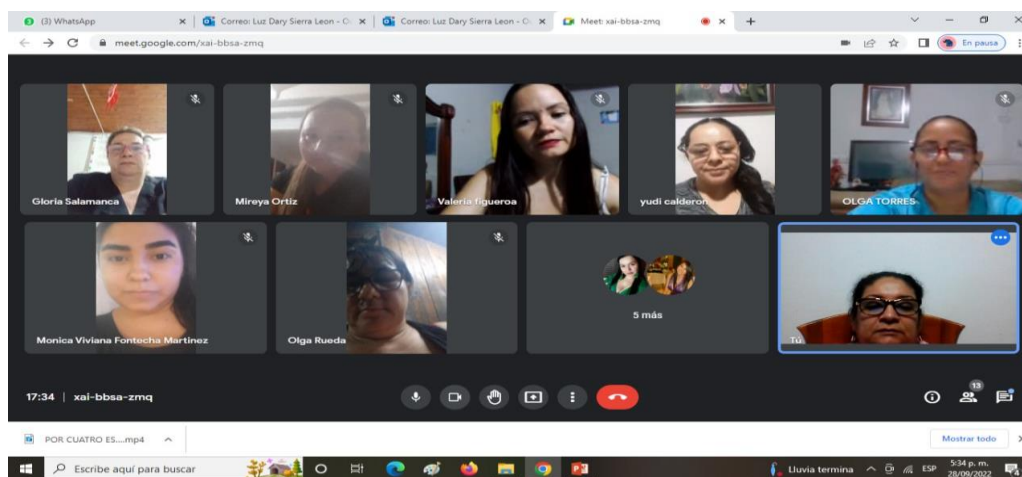 (3) WhatsApp
Correo: Luz Dary Sierra Leon - O
Correo: Luz Dary Sierra Leon - O
Meet: xai-bbsa-zmq
meet.google.com/xai-bbsa-zmq
En pausa
Gloria Salamanca
Mireya Ortiz
Valeria figueroa
yudi calderon
OLGA TORRES
Monica Viviana Fontecha Martinez
Olga Rueda
5 más
Tú
17:34 | xai-bbsa-zmq
13
POR CUATRO ES....mp4
Mostrar todo
Escribe aquí para buscar
Lluvia termina
ESP
5:34 p. m.
28/09/2022